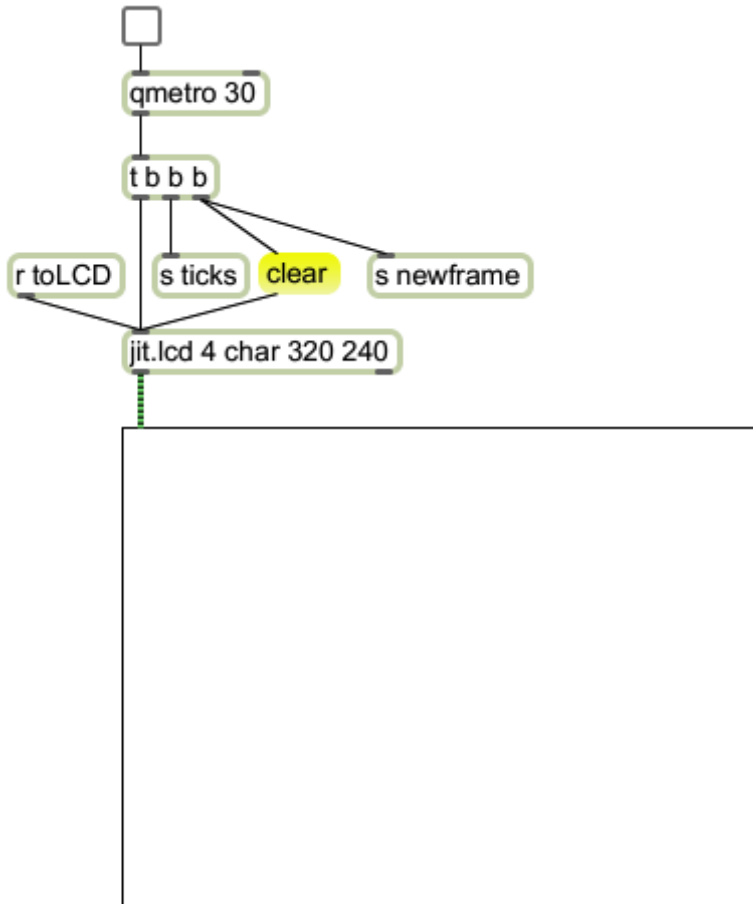 qmetro 30
t b b b
r toLCD
s ticks
clear
s newframe
jit.lcd 4 char 320 240